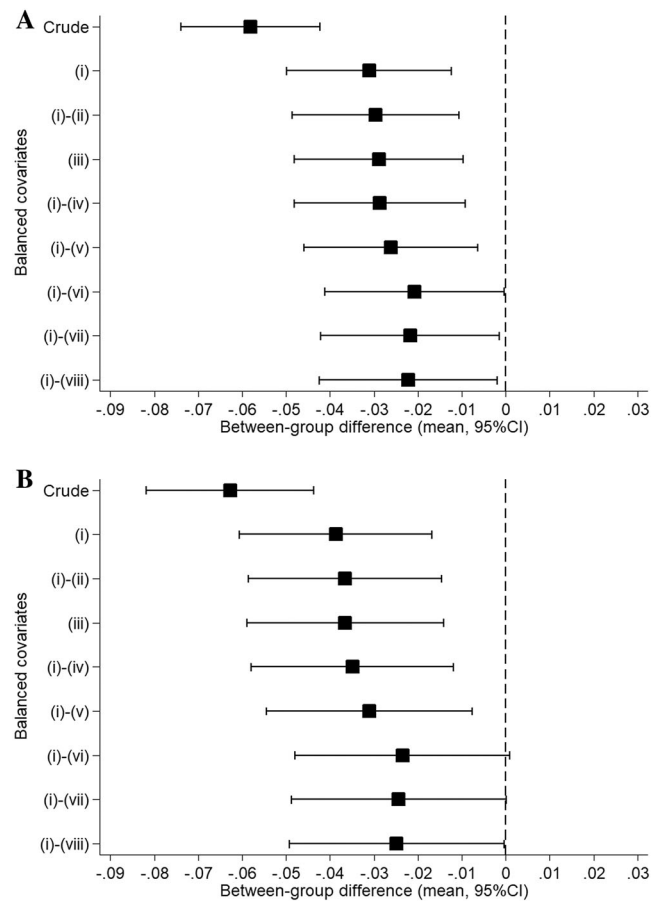 A
Balanced covariates
Crude
(i)
(i)-(ii)
(iii)
(i)-(iv)
(i)-(v)
(i)-(vi)
(i)-(vii)
(i)-(viii)
-.09 -.08 -.07 -.06 -.05 -.04 -.03 -.02 -.01 0 .01 .02 .03
Between-group difference (mean, 95%CI)
B
Balanced covariates
Crude
(i)
(i)-(ii)
(iii)
(i)-(iv)
(i)-(v)
(i)-(vi)
(i)-(vii)
(i)-(viii)
-.09 -.08 -.07 -.06 -.05 -.04 -.03 -.02 -.01 0 .02 .03
Between-group difference (mean, 95%CI)